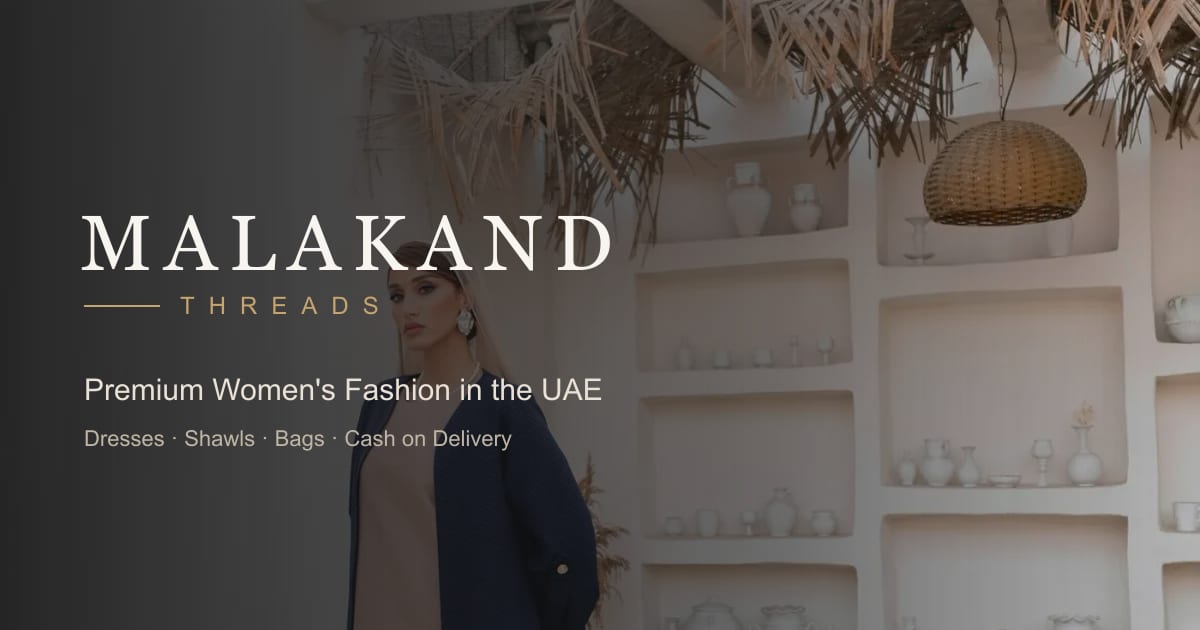 MALAKAND
THREADS
Premium Women's Fashion in the UAE
Dresses · Shawls · Bags · Cash on Delivery